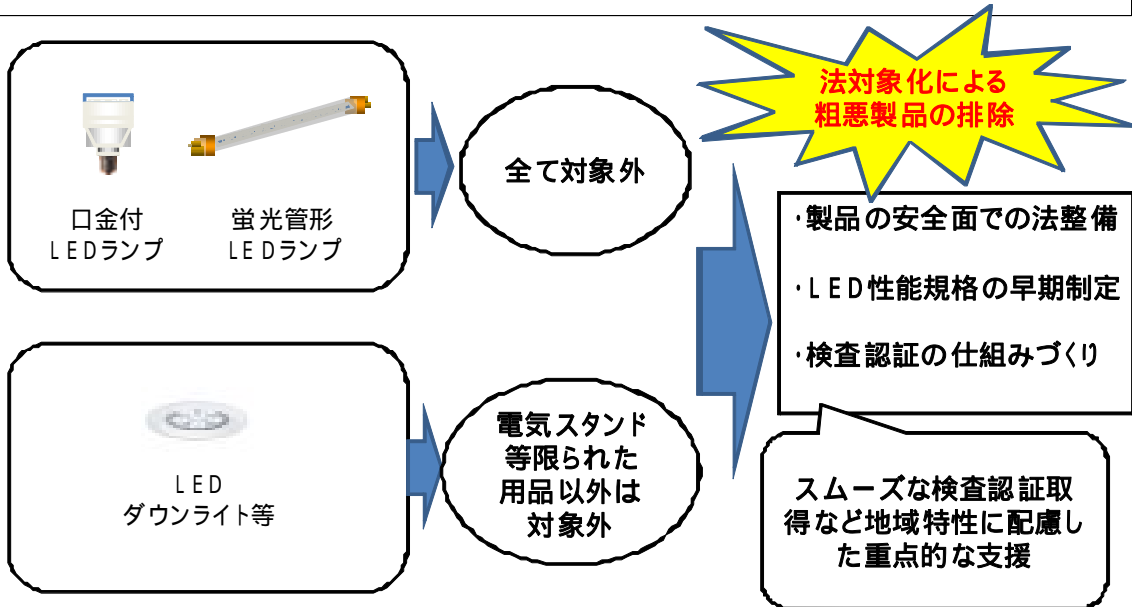 法対象化による
粗悪製品の排除
口金付
LEDランプ
蛍光管形
LEDランプ
全て対象外
・製品の安全面での法整備
・LED性能規格の早期制定
・検査認証の仕組みづくり
LED
ダウンライト等
電気スタンド
等限られた
用品以外は
対象外
スムーズな検査認証取
得など地域特性に配慮し
た重点的な支援